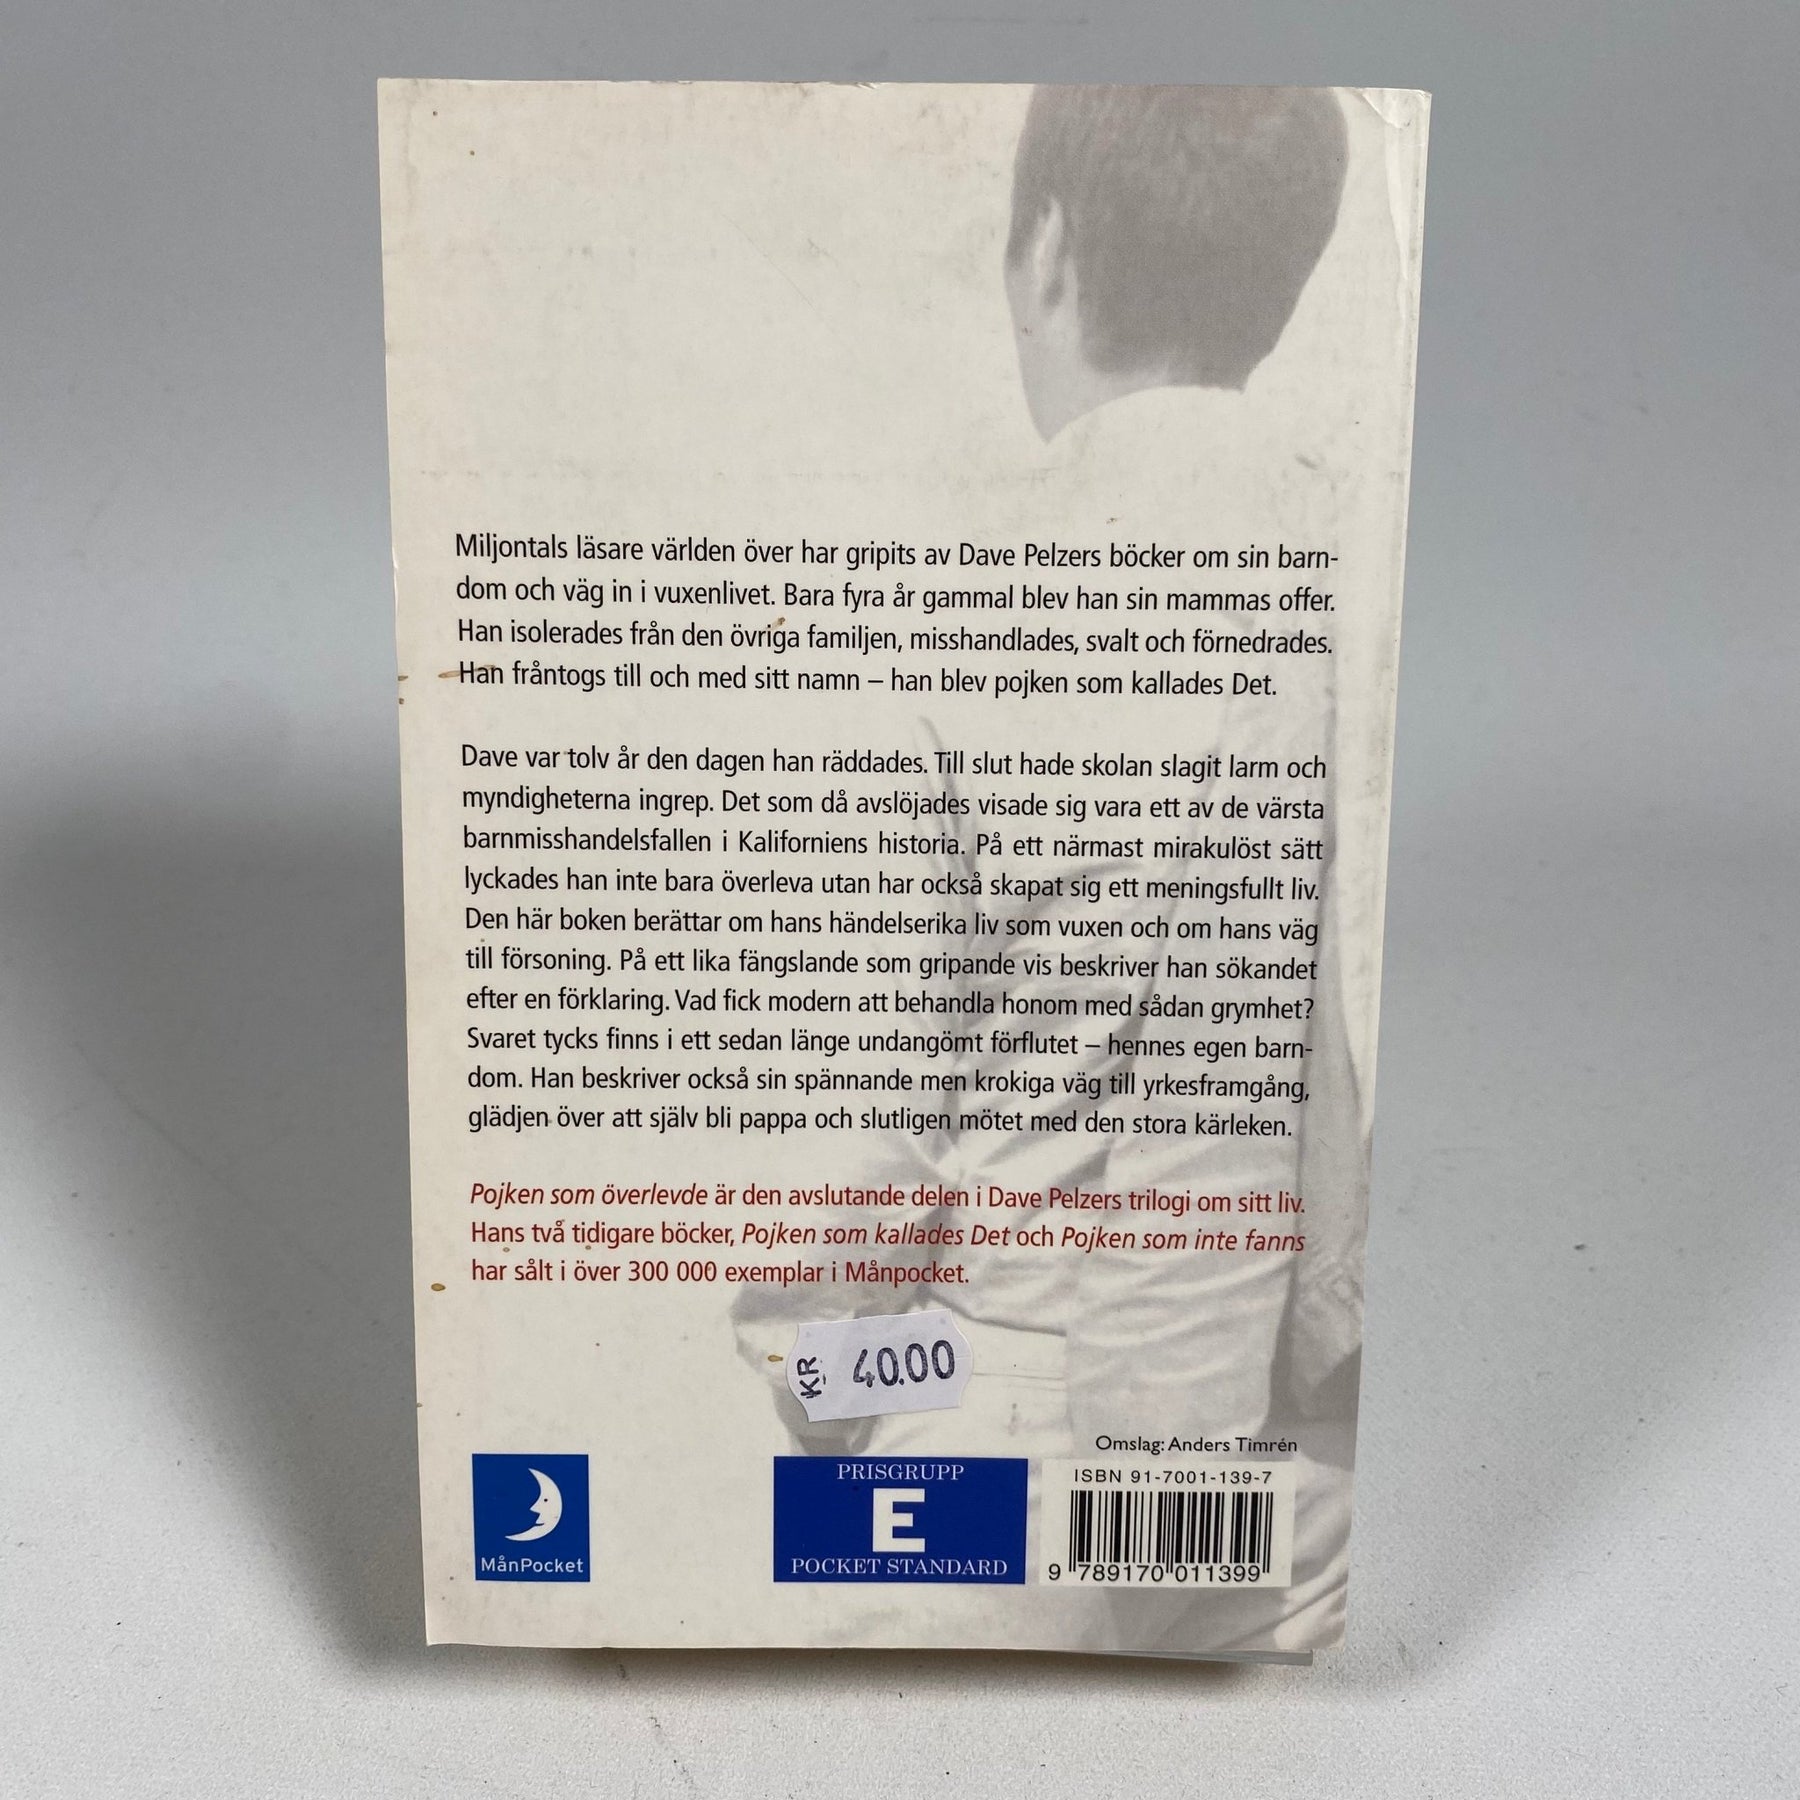 Miljontals läsare världen över har gripits av Dave Pelzers böcker om sin barn-
dom och väg in i vuxenlivet. Bara fyra år gammal blev han sin mammas offer.
Han isolerades från den övriga familjen, misshandlades, svalt och förnedrades.
Han fråntogs till och med sitt namn – han blev pojken som kallades Det.
Dave var tolv år den dagen han räddades. Till slut hade skolan slagit larm och
myndigheterna ingrep. Det som då avslöjades visade sig vara ett av de värsta
barnmisshandelsfallen i Kaliforniens historia. På ett närmast mirakulöst sätt
lyckades han inte bara överleva utan har också skapat sig ett meningsfullt liv.
Den här boken berättar om hans händelserika liv som vuxen och om hans väg
till försoning. På ett lika fängslande som gripande vis beskriver han sökandet
efter en förklaring. Vad fick modern att behandla honom med sådan grymhet?
Svaret tycks finns i ett sedan länge undangömt förflutet – hennes egen barn-
dom. Han beskriver också sin spännande men krokiga väg till yrkesframgång,
glädjen över att själv bli pappa och slutligen mötet med den stora kärleken.
Pojken som överlevde är den avslutande delen i Dave Pelzers trilogi om sitt liv.
Hans två tidigare böcker, Pojken som kallades Det och Pojken som inte fanns
har sålt i över 300 000 exemplar i Månpocket.
KR 40.00
Omslag: Anders Timrén
MånPocket
PRISGRUPP
E
POCKET STANDARD
ISBN 91-7001-139-7
9 789170 011399